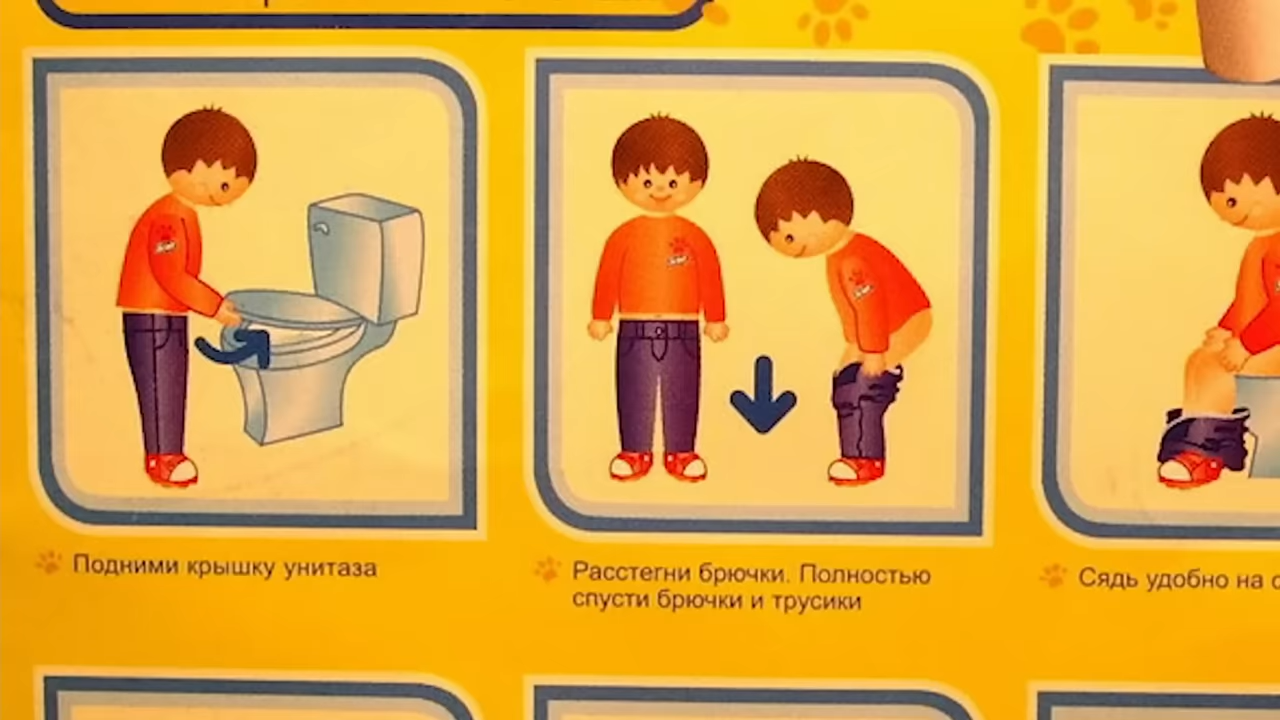 Подними крышку унитаза
Расстегни брючки. Полностью
спусти брючки и трусики
Сядь удобно на